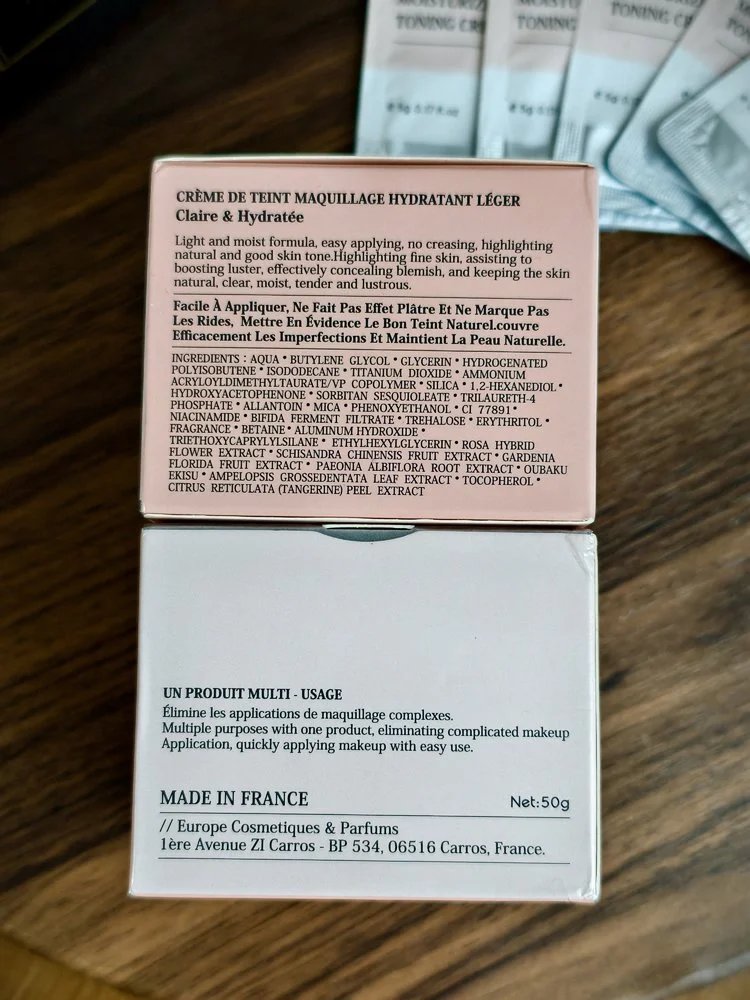 MOISTURIZ
TONING CR
e 5g 0.17fl.oz
TONING CR
TONING CR
CRÈME DE TEINT MAQUILLAGE HYDRATANT LÉGER
Claire & Hydratée
Light and moist formula, easy applying, no creasing, highlighting
natural and good skin tone.Highlighting fine skin, assisting to
boosting luster, effectively concealing blemish, and keeping the skin
natural, clear, moist, tender and lustrous.
Facile À Appliquer, Ne Fait Pas Effet Plâtre Et Ne Marque Pas
Les Rides, Mettre En Évidence Le Bon Teint Naturel.couvre
Efficacement Les Imperfections Et Maintient La Peau Naturelle.
INGREDIENTS : AQUA • BUTYLENE GLYCOL • GLYCERIN • HYDROGENATED
POLYISOBUTENE • ISODODECANE • TITANIUM DIOXIDE • AMMONIUM
ACRYLOYLDIMETHYLTAURATE/VP COPOLYMER • SILICA • 1,2-HEXANEDIOL •
HYDROXYACETOPHENONE • SORBITAN SESQUIOLEATE • TRILAURETH-4
PHOSPHATE • ALLANTOIN • MICA • PHENOXYETHANOL • CI 77891 •
NIACINAMIDE • BIFIDA FERMENT FILTRATE • TREHALOSE • ERYTHRITOL •
FRAGRANCE • BETAINE • ALUMINUM HYDROXIDE •
TRIETHOXYCAPRYLYLSILANE • ETHYLHEXYLGLYCERIN • ROSA HYBRID
FLOWER EXTRACT • SCHISANDRA CHINENSIS FRUIT EXTRACT • GARDENIA
FLORIDA FRUIT EXTRACT • PAEONIA ALBIFLORA ROOT EXTRACT • OUBAKU
EKISU • AMPELOPSIS GROSSEDENTATA LEAF EXTRACT • TOCOPHEROL •
CITRUS RETICULATA (TANGERINE) PEEL EXTRACT
UN PRODUIT MULTI - USAGE
Élimine les applications de maquillage complexes.
Multiple purposes with one product, eliminating complicated makeup
Application, quickly applying makeup with easy use.
MADE IN FRANCE
Net:50g
// Europe Cosmetiques & Parfums
1ère Avenue ZI Carros - BP 534, 06516 Carros, France.